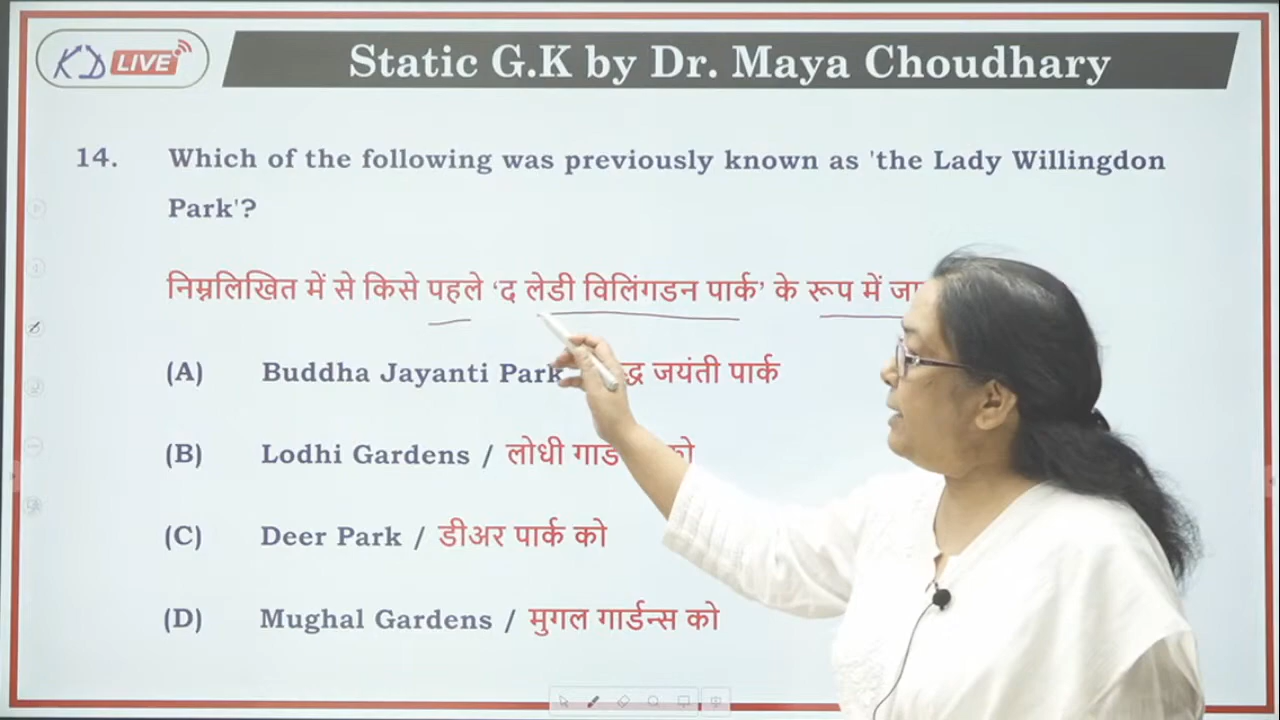 KD LIVE
Static G.K by Dr. Maya Choudhary
14. Which of the following was previously known as 'the Lady Willingdon
Park'?
निम्नलिखित में से किसे पहले ‘द लेडी विलिंगडन पार्क’ के रूप में
(A) Buddha Jayanti Park जयंती पार्क
(B) Lodhi Gardens / लोधी
(C) Deer Park / डीअर पार्क को
(D) Mughal Gardens / मुगल गार्डन्स को